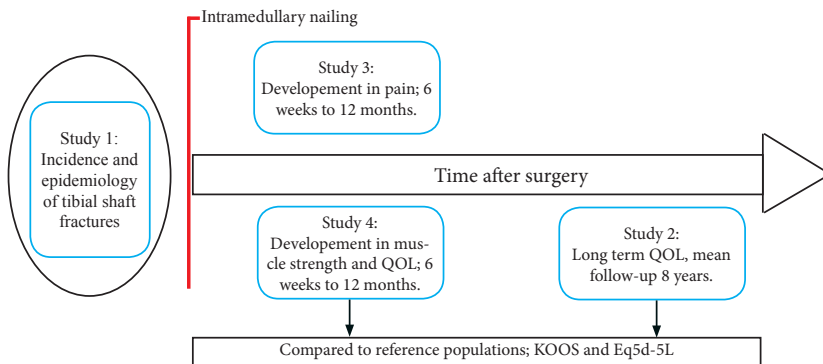 Intramedullary nailing
Study 1:
Incidence and
epidemiology
of tibial shaft
fractures
Study 3:
Developement in pain; 6
weeks to 12 months.
Time after surgery
Study 4:
Developement in mus-
cle strength and QOL; 6
weeks to 12 months.
Study 2:
Long term QOL, mean
follow-up 8 years.
Compared to reference populations; KOOS and Eq5d-5L